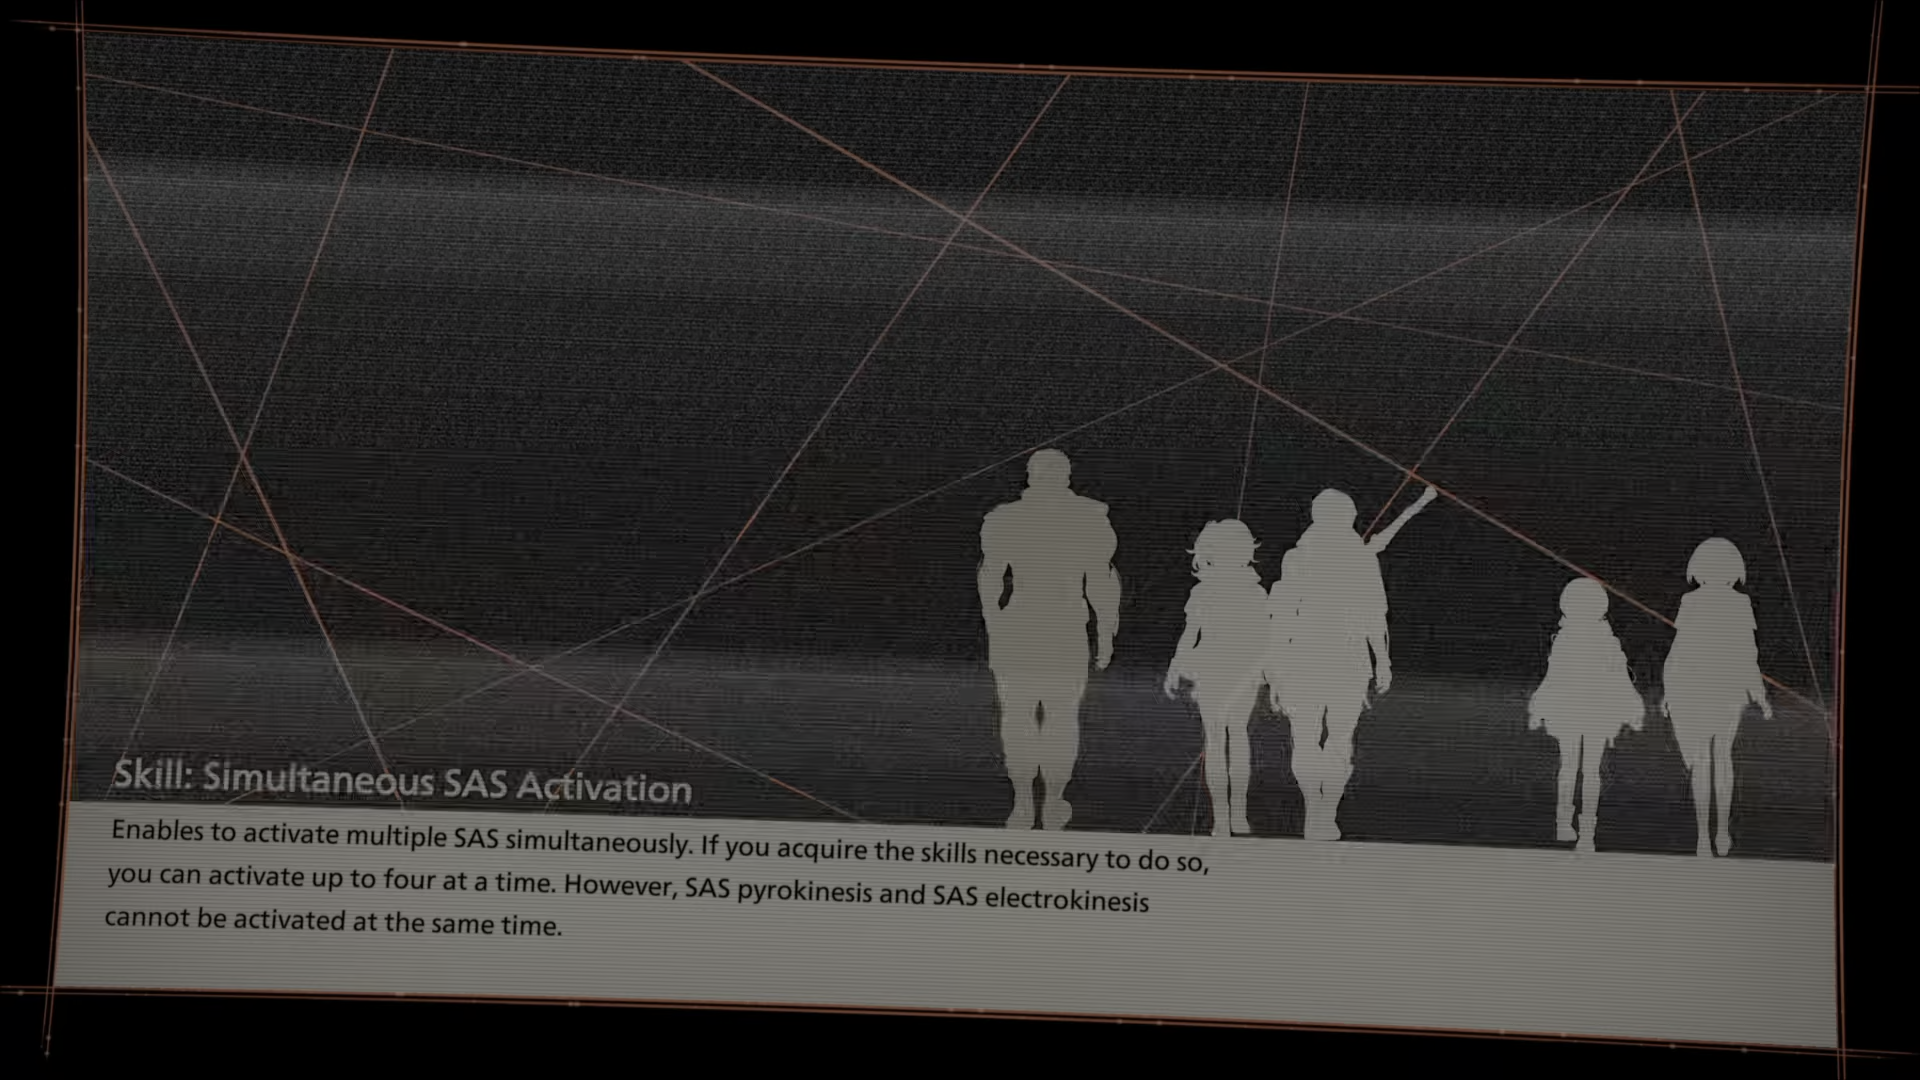 Skill: Simultaneous SAS Activation
Enables to activate multiple SAS simultaneously. If you acquire the skills necessary to do so,
you can activate up to four at a time. However, SAS pyrokinesis and SAS electrokinesis
cannot be activated at the same time.